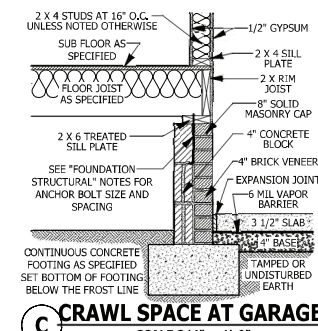 2 X 4 STUDS AT 16" O.C.
UNLESS NOTED OTHERWISE
1/2" GYPSUM
SUB FLOOR AS
SPECIFIED
2 X 4 SILL
PLATE
FLOOR JOIST
AS SPECIFIED
2 X RIM
JOIST
8" SOLID
MASONRY CAP
2 X 6 TREATED
SILL PLATE
4" CONCRETE
BLOCK
SEE "FOUNDATION
STRUCTURAL" NOTES FOR
ANCHOR BOLT SIZE AND
SPACING
4" BRICK VENEER
EXPANSION JOINT
6 MIL VAPOR
BARRIER
3 1/2" SLAB
4" BASE
CONTINUOUS CONCRETE
FOOTING AS SPECIFIED
SET BOTTOM OF FOOTING
BELOW THE FROST LINE
TAMPED OR
UNDISTURBED
EARTH
C
CRAWL SPACE AT GARAGE